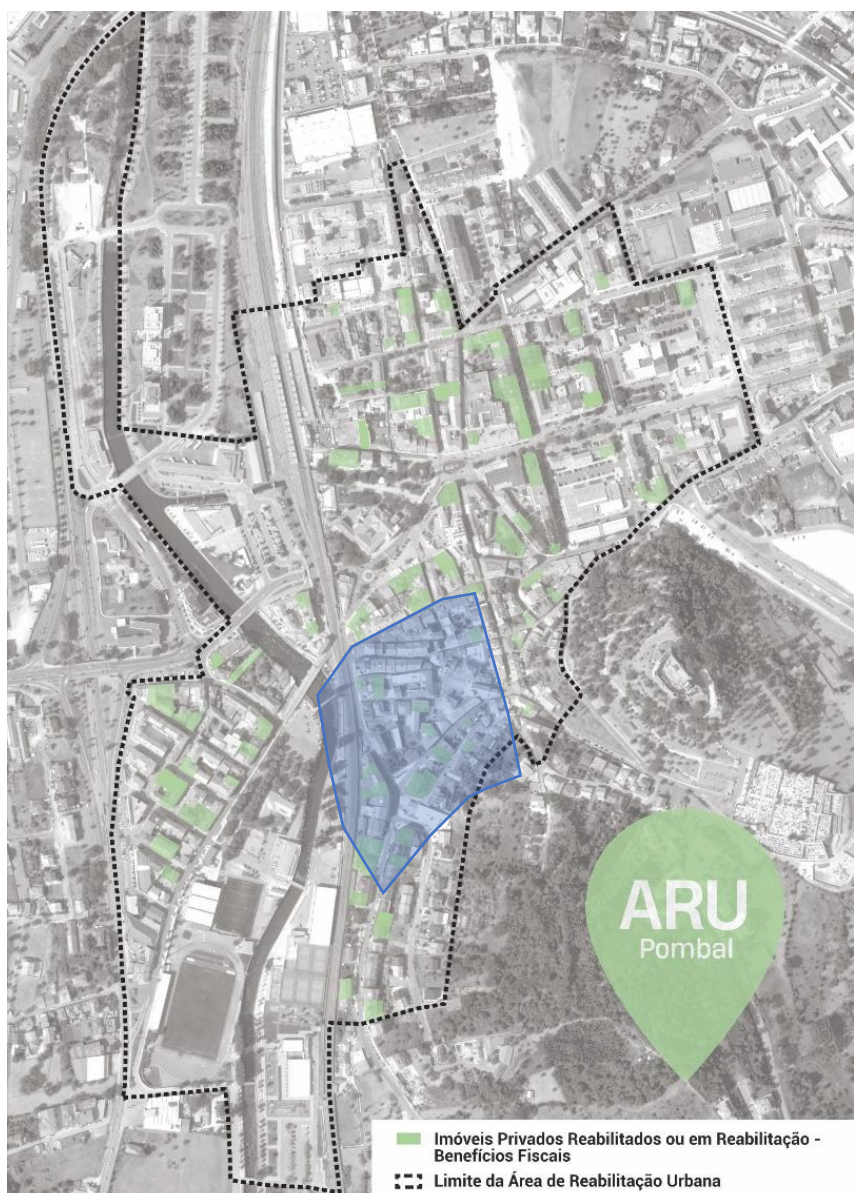 ARU
Pombal
Imóveis Privados Reabilitados ou em Reabilitação -
Benefícios Fiscais
Limite da Área de Reabilitação Urbana